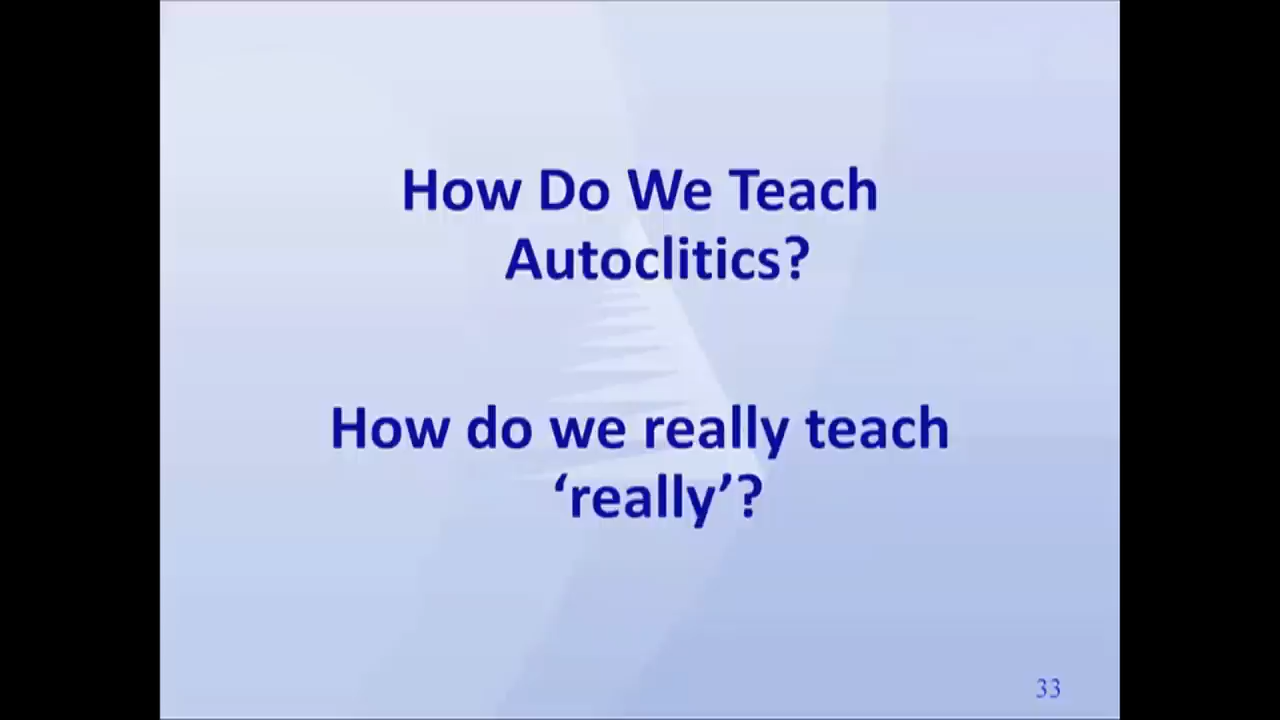 How Do We Teach
Autoclitics?
How do we really teach
‘really’?
33